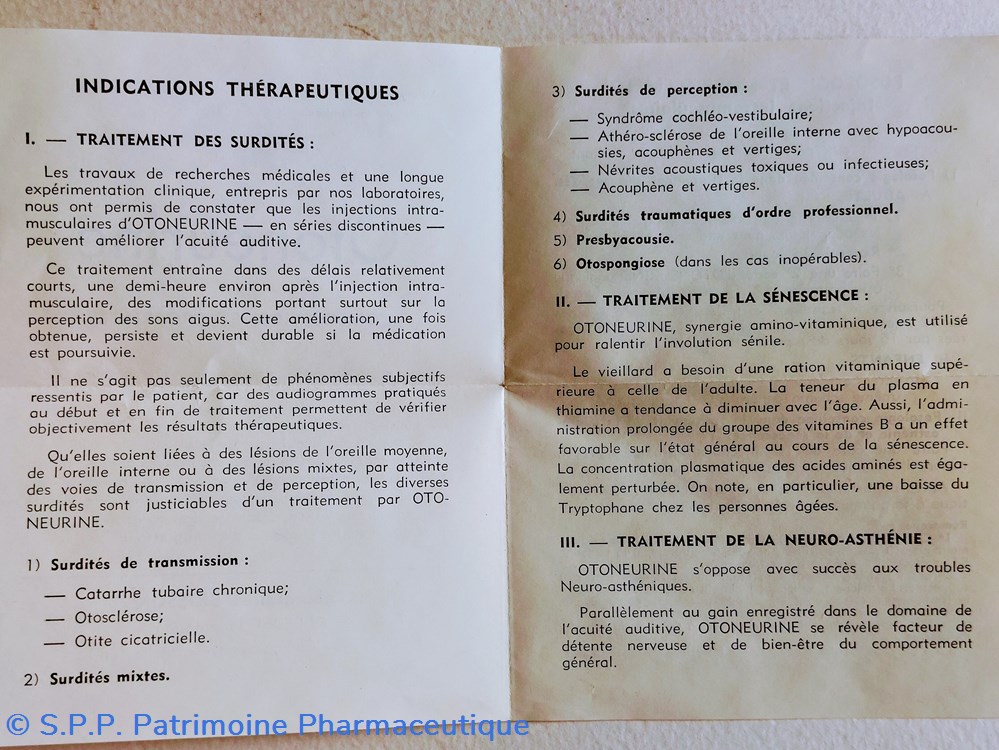 INDICATIONS THÉRAPEUTIQUES
I. — TRAITEMENT DES SURDITÉS :
Les travaux de recherches médicales et une longue
expérimentation clinique, entrepris par nos laboratoires,
nous ont permis de constater que les injections intra-
musculaires d'OTONEURINE — en séries discontinues —
peuvent améliorer l'acuité auditive.
Ce traitement entraîne dans des délais relativement
courts, une demi-heure environ après l'injection intra-
musculaire, des modifications portant surtout sur la
perception des sons aigus. Cette amélioration, une fois
obtenue, persiste et devient durable si la médication
est poursuivie.
Il ne s'agit pas seulement de phénomènes subjectifs
ressentis par le patient, car des audiogrammes pratiqués
au début et en fin de traitement permettent de vérifier
objectivement les résultats thérapeutiques.
Qu'elles soient liées à des lésions de l'oreille moyenne,
de l'oreille interne ou à des lésions mixtes, par atteinte
des voies de transmission et de perception, les diverses
surdités sont justiciables d'un traitement par OTO-
NEURINE.
1) Surdités de transmission :
— Catarrhe tubaire chronique;
— Otosclérose;
— Otite cicatricielle.
2) Surdités mixtes.
3) Surdités de perception :
— Syndrôme cochléo-vestibulaire;
— Athéro-sclérose de l'oreille interne avec hypoacou-
sies, acouphènes et vertiges;
— Névrites acoustiques toxiques ou infectieuses;
— Acouphène et vertiges.
4) Surdités traumatiques d'ordre professionnel.
5) Presbyacousie.
6) Otospongiose (dans les cas inopérables).
II. — TRAITEMENT DE LA SÉNESCENCE :
OTONEURINE, synergie amino-vitaminique, est utilisé
pour ralentir l'involution sénile.
Le vieillard a besoin d'une ration vitaminique supé-
rieure à celle de l'adulte. La teneur du plasma en
thiamine a tendance à diminuer avec l'âge. Aussi, l'admi-
nistration prolongée du groupe des vitamines B a un effet
favorable sur l'état général au cours de la sénescence.
La concentration plasmatique des acides aminés est éga-
lement perturbée. On note, en particulier, une baisse du
Tryptophane chez les personnes âgées.
III. — TRAITEMENT DE LA NEURO-ASTHÉNIE :
OTONEURINE s'oppose avec succès aux troubles
Neuro-asthéniques.
Parallèlement au gain enregistré dans le domaine de
l'acuité auditive, OTONEURINE se révèle facteur de
détente nerveuse et de bien-être du comportement
général.
© S.P.P. Patrimoine Pharmaceutique